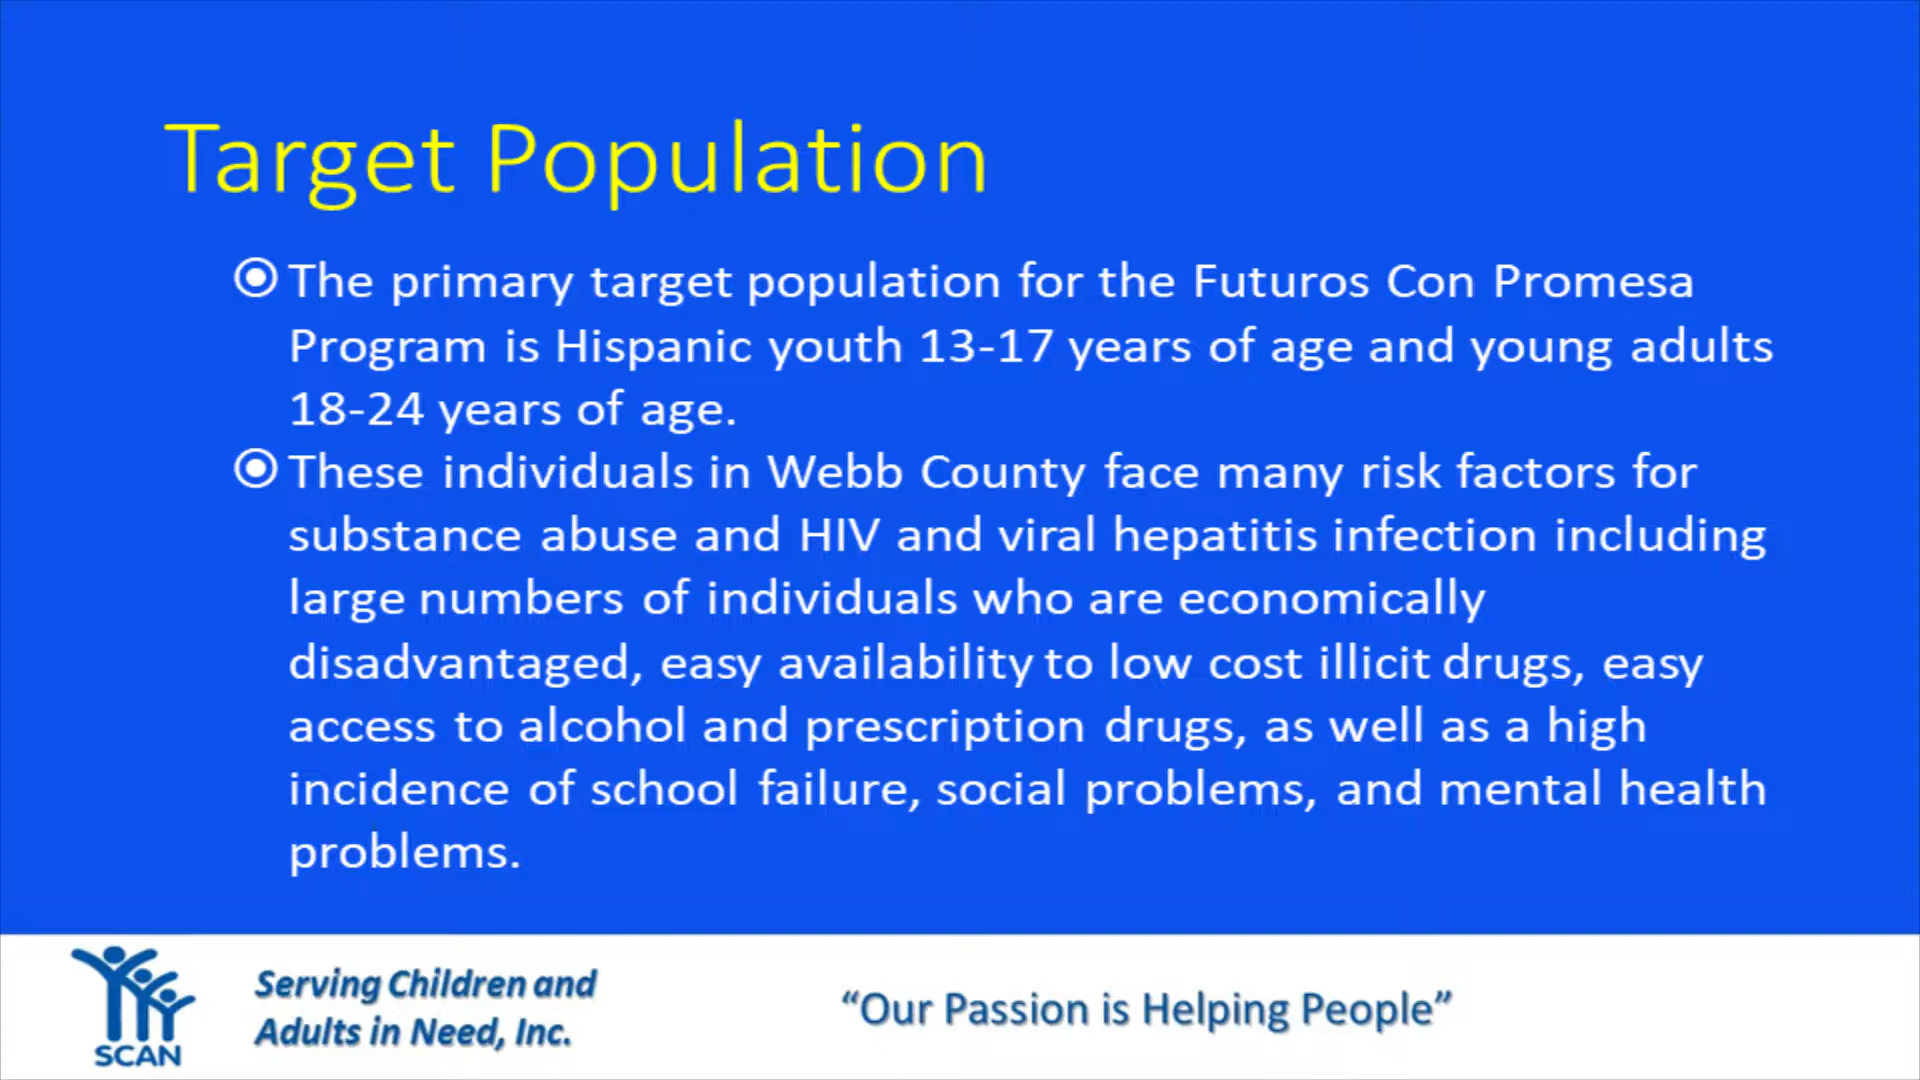 Target Population
The primary target population for the Futuros Con Promesa
Program is Hispanic youth 13-17 years of age and young adults
18-24 years of age.
These individuals in Webb County face many risk factors for
substance abuse and HIV and viral hepatitis infection including
large numbers of individuals who are economically
disadvantaged, easy availability to low cost illicit drugs, easy
access to alcohol and prescription drugs, as well as a high
incidence of school failure, social problems, and mental health
problems.
SCAN
Serving Children and
Adults in Need, Inc.
“Our Passion is Helping People”